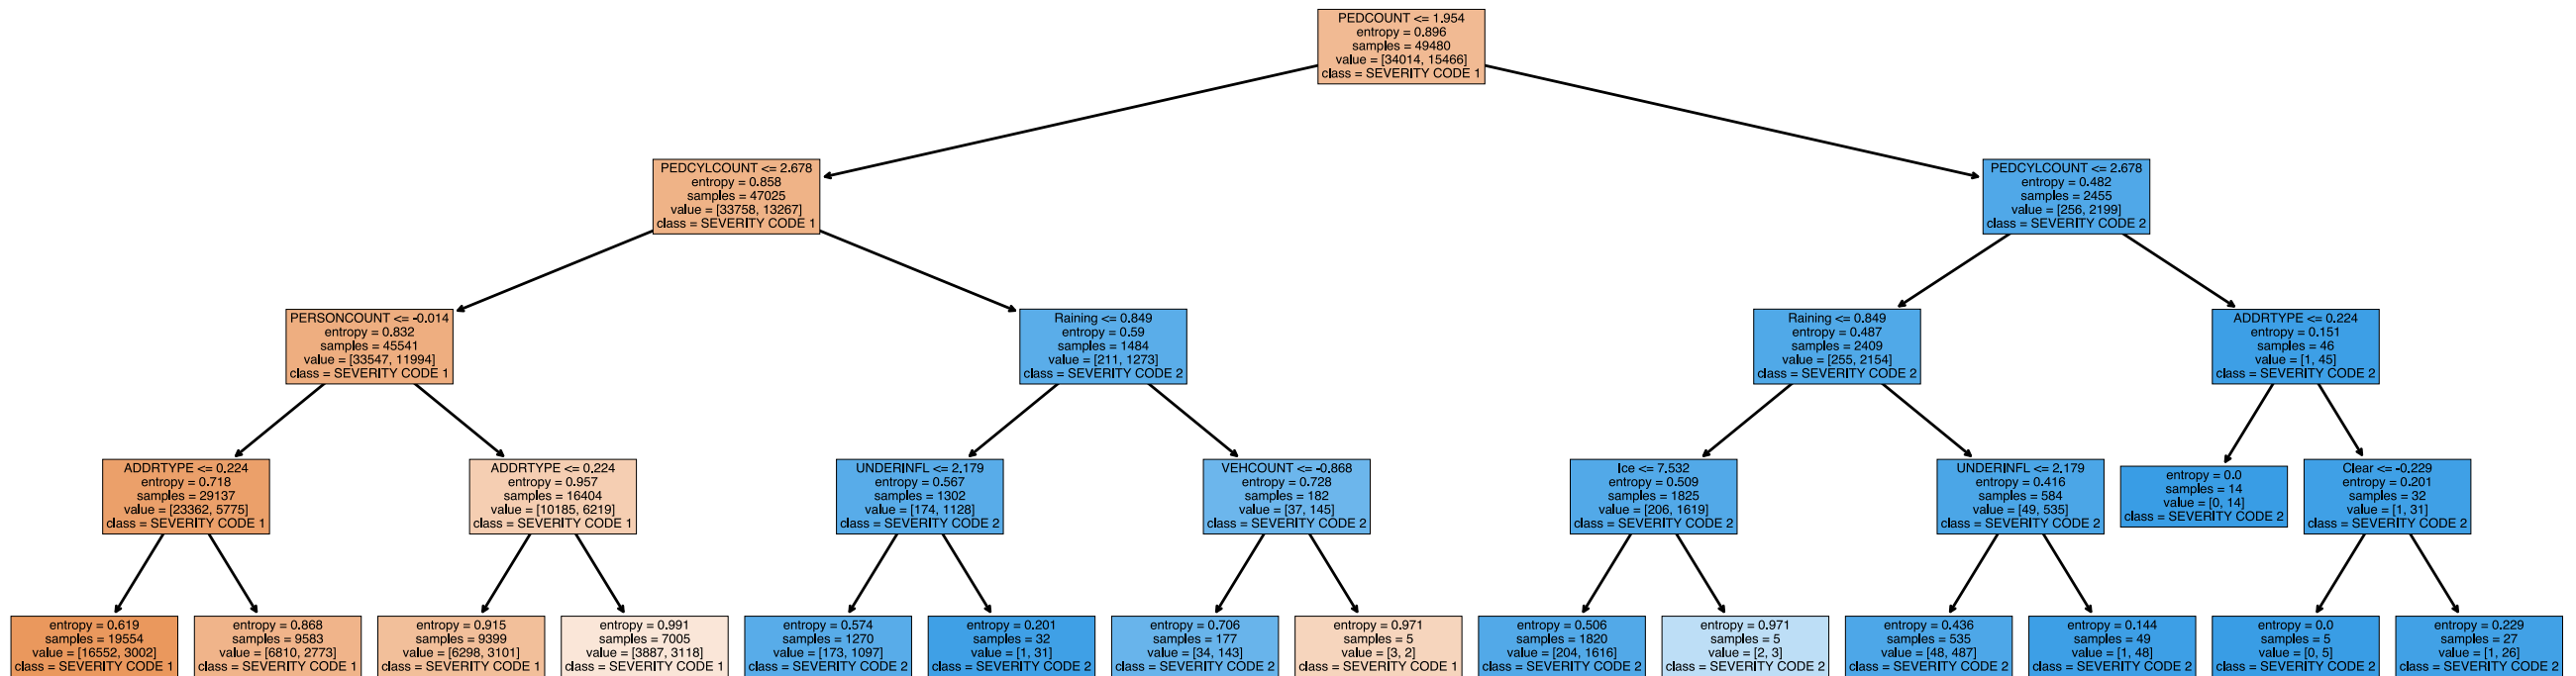 PEDCOUNT <= 1.954
entropy = 0.896
samples = 49480
value = [34014, 15466]
class = SEVERITY CODE 1
PEDCYLCOUNT <= 2.678
entropy = 0.858
samples = 47025
value = [33758, 13267]
class = SEVERITY CODE 1
PEDCYLCOUNT <= 2.678
entropy = 0.482
samples = 2455
value = [256, 2199]
class = SEVERITY CODE 2
PERSONCOUNT <= -0.014
entropy = 0.832
samples = 45541
value = [33547, 11994]
class = SEVERITY CODE 1
Raining <= 0.849
entropy = 0.59
samples = 1484
value = [211, 1273]
class = SEVERITY CODE 2
Raining <= 0.849
entropy = 0.487
samples = 2409
value = [255, 2154]
class = SEVERITY CODE 2
ADDRTYPE <= 0.224
entropy = 0.151
samples = 46
value = [1, 45]
class = SEVERITY CODE 2
ADDRTYPE <= 0.224
entropy = 0.718
samples = 29137
value = [23362, 5775]
class = SEVERITY CODE 1
ADDRTYPE <= 0.224
entropy = 0.957
samples = 16404
value = [10185, 6219]
class = SEVERITY CODE 1
UNDERINFL <= 2.179
entropy = 0.567
samples = 1302
value = [174, 1128]
class = SEVERITY CODE 2
VEHCOUNT <= -0.868
entropy = 0.728
samples = 182
value = [37, 145]
class = SEVERITY CODE 2
Ice <= 7.532
entropy = 0.509
samples = 1825
value = [206, 1619]
class = SEVERITY CODE 2
UNDERINFL <= 2.179
entropy = 0.416
samples = 584
value = [49, 535]
class = SEVERITY CODE 2
entropy = 0.0
samples = 14
value = [0, 14]
class = SEVERITY CODE 2
Clear <= -0.229
entropy = 0.201
samples = 32
value = [1, 31]
class = SEVERITY CODE 2
entropy = 0.619
samples = 19554
value = [16552, 3002]
class = SEVERITY CODE 1
entropy = 0.868
samples = 9583
value = [6810, 2773]
class = SEVERITY CODE 1
entropy = 0.915
samples = 9399
value = [6298, 3101]
class = SEVERITY CODE 1
entropy = 0.991
samples = 7005
value = [3887, 3118]
class = SEVERITY CODE 1
entropy = 0.574
samples = 1270
value = [173, 1097]
class = SEVERITY CODE 2
entropy = 0.201
samples = 32
value = [1, 31]
class = SEVERITY CODE 2
entropy = 0.706
samples = 177
value = [34, 143]
class = SEVERITY CODE 2
entropy = 0.971
samples = 5
value = [3, 2]
class = SEVERITY CODE 1
entropy = 0.506
samples = 1820
value = [204, 1616]
class = SEVERITY CODE 2
entropy = 0.971
samples = 5
value = [2, 3]
class = SEVERITY CODE 2
entropy = 0.436
samples = 535
value = [48, 487]
class = SEVERITY CODE 2
entropy = 0.144
samples = 49
value = [1, 48]
class = SEVERITY CODE 2
entropy = 0.0
samples = 5
value = [0, 5]
class = SEVERITY CODE 2
entropy = 0.229
samples = 27
value = [1, 26]
class = SEVERITY CODE 2